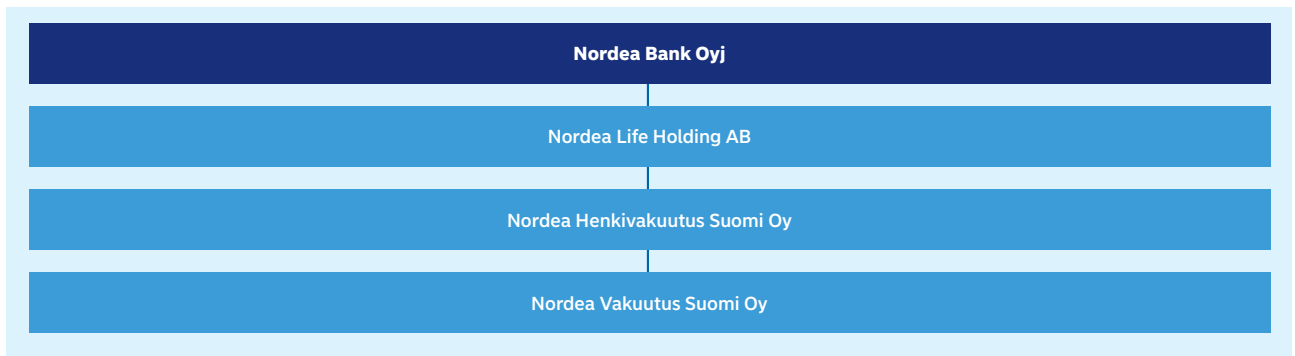 Nordea Bank Oyj
Nordea Life Holding AB
Nordea Henkivakuutus Suomi Oy
Nordea Vakuutus Suomi Oy